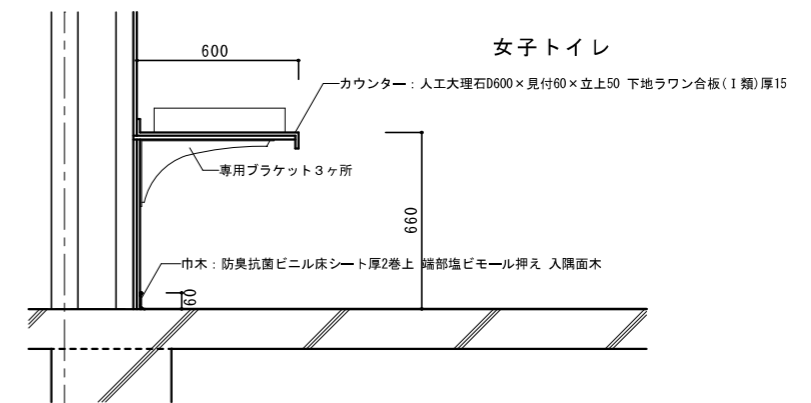 女子トイレ
600
カウンター：人工大理石D600×見付60×立上50 下地ラワン合板(Ⅰ類)厚15
専用ブラケット３ヶ所
660
巾木：防臭抗菌ビニル床シート厚2巻上 端部塩ビモール押え 入隅面木
60